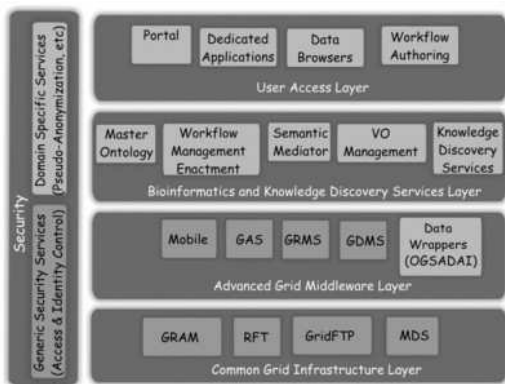 Security
Domain Specific Services
(Pseudo-Anonymization, etc)
Generic Security Services
(Access & Identity Control)
Portal
Dedicated
Applications
Data
Browsers
Workflow
Authoring
User Access Layer
Master
Ontology
Workflow
Management
Enactment
Semantic
Mediator
VO
Management
Knowledge
Discovery
Services
Bioinformatics and Knowledge Discovery Services Layer
Mobile
GAS
GRMS
GDMS
Data
Wrappers
(OGSADAI)
Advanced Grid Middleware Layer
GRAM
RFT
GridFTP
MDS
Common Grid Infrastructure Layer